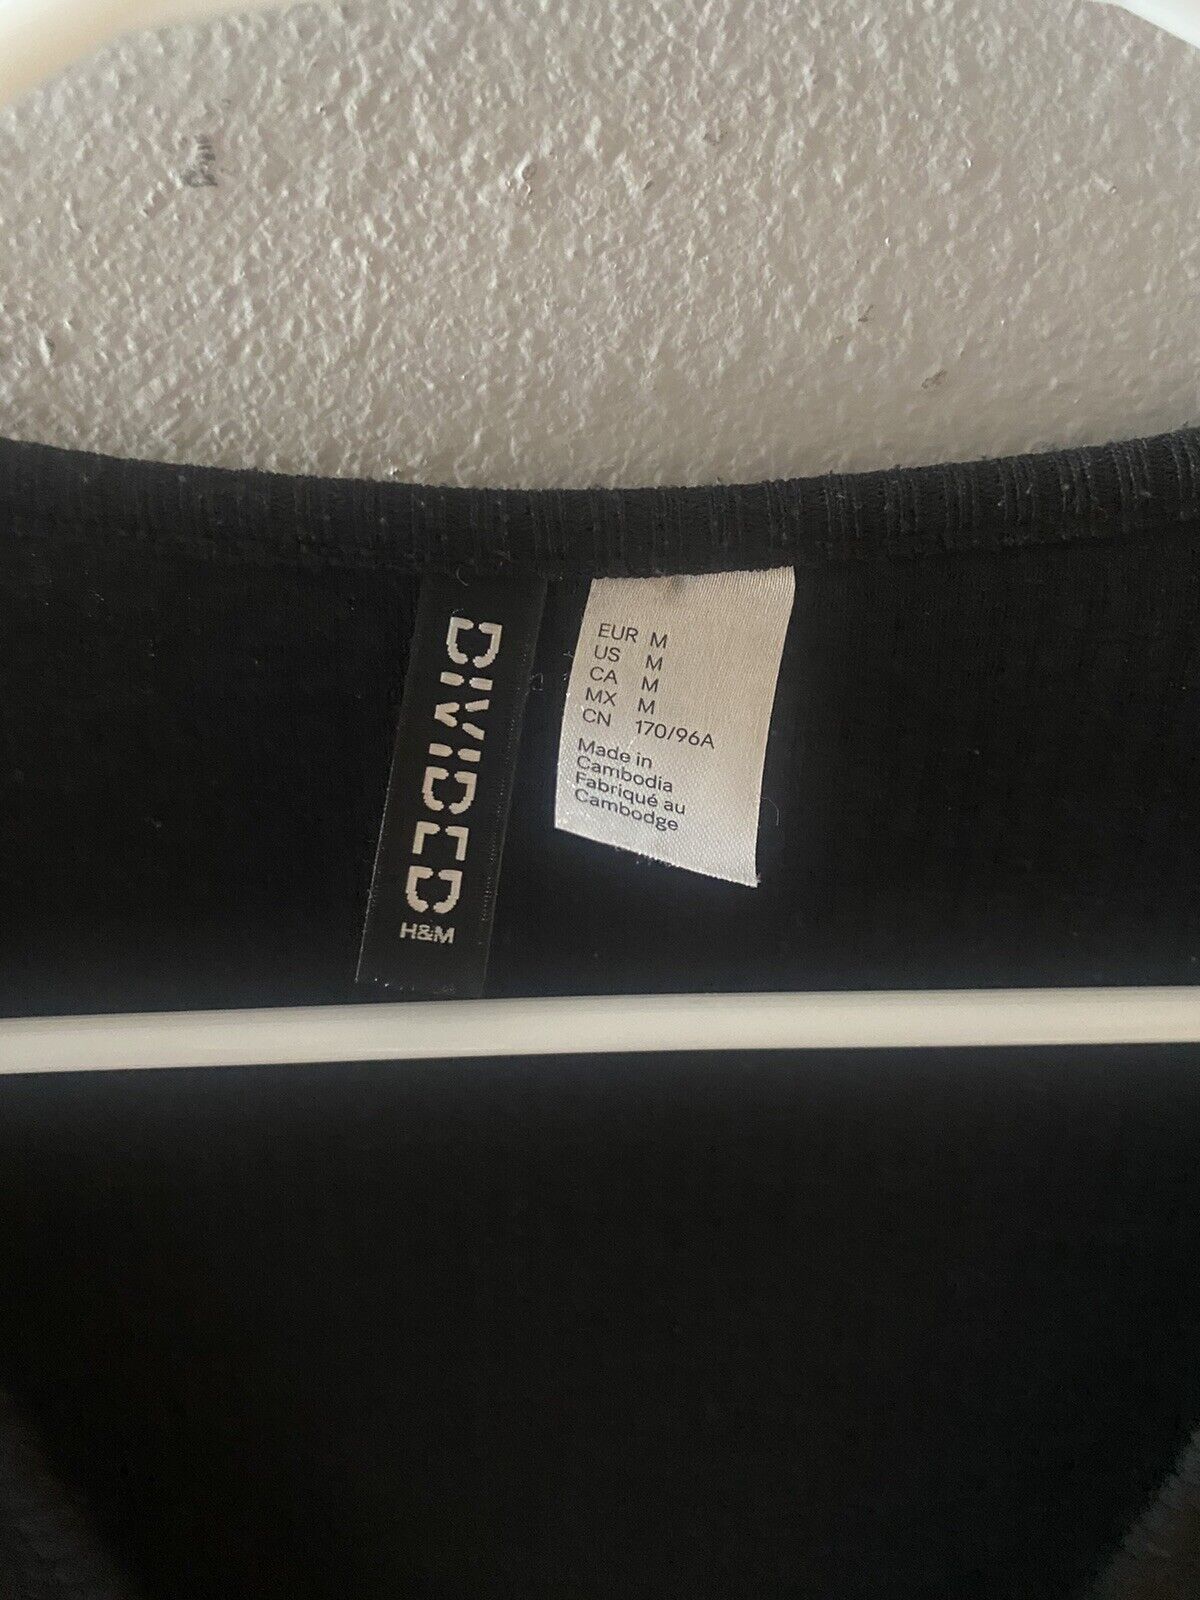 DIVIDED
H&M
EUR M
US M
CA M
MX M
CN 170/96A
Made in
Cambodia
Fabriqué au
Cambodge